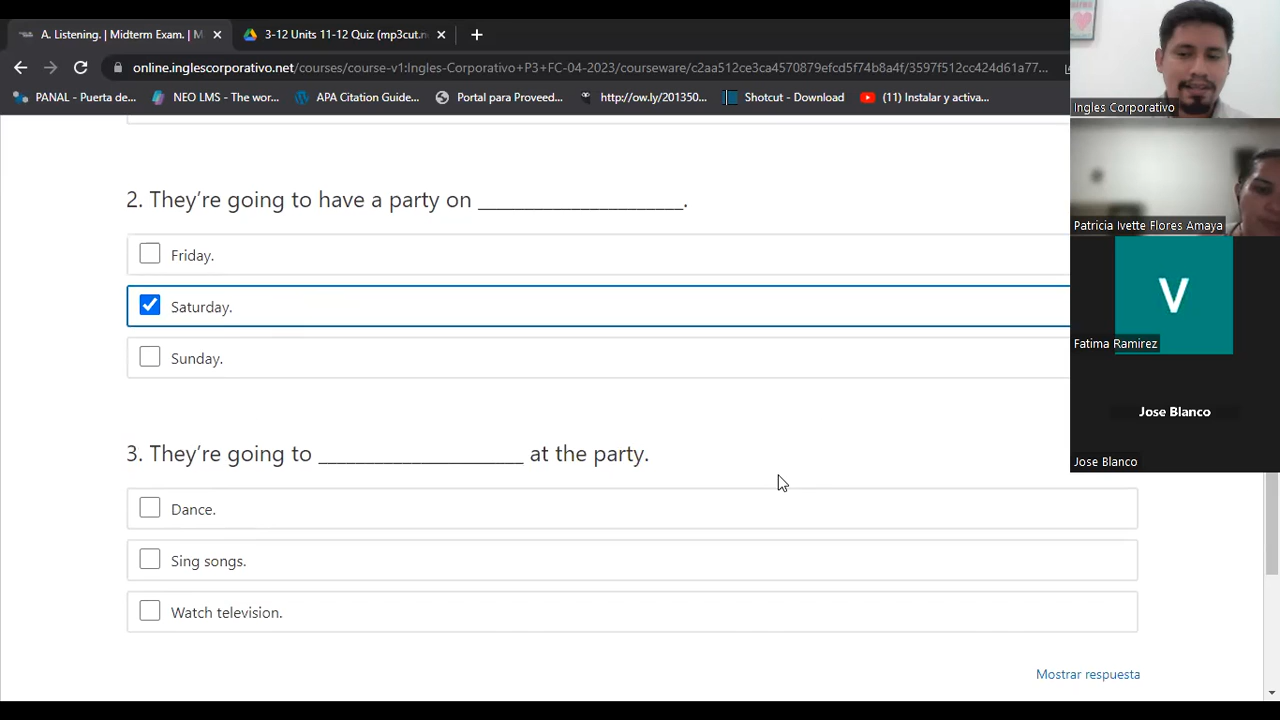 A. Listening. | Midterm Exam. | M
3-12 Units 11-12 Quiz (mp3cut.n
online.inglescorporativo.net/courses/course-v1:Ingles-Corporativo+P3+EC-04-2023/courseware/c2aa512ce3ca4570879efcd5f74b8a4f/3597f512cc424d61a77...
PANAL - Puerta de...
NEO LMS - The wor...
APA Citation Guide...
Portal para Proveed...
http://ow.ly/201350...
Shotcut - Download
(11) Instalar y activa...
2. They’re going to have a party on ____________________.
Friday.
Saturday.
Sunday.
3. They’re going to ____________________ at the party.
Dance.
Sing songs.
Watch television.
Mostrar respuesta
Ingles Corporativo
Patricia Ivette Flores Amaya
V
Fatima Ramirez
Jose Blanco
Jose Blanco